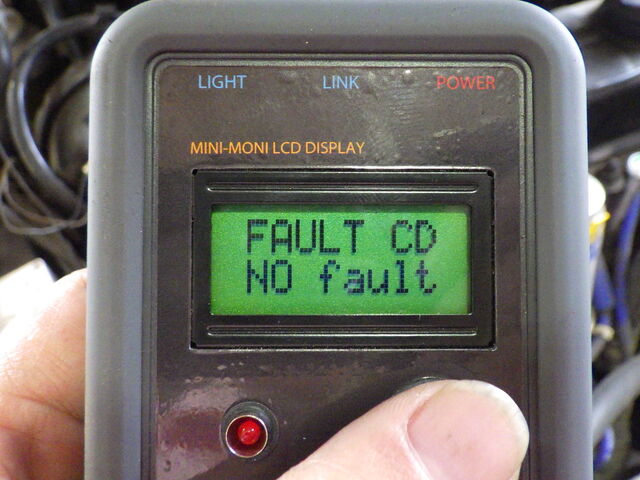 LIGHT LINK POWER
MINI-MONI LCD DISPLAY
FAULT CD
NO fault